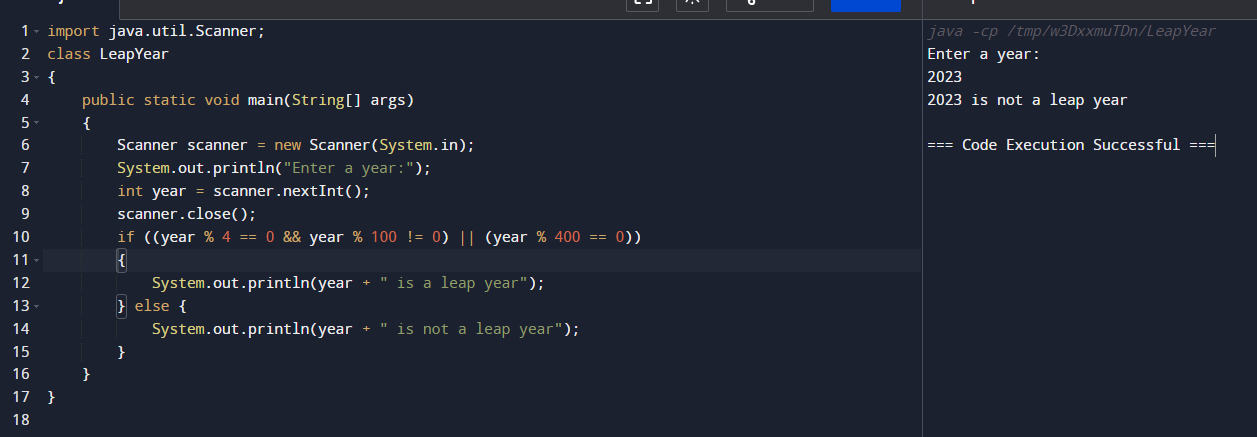 1 import java.util.Scanner;
2 class LeapYear
3 {
4     public static void main(String[] args)
5     {
6         Scanner scanner = new Scanner(System.in);
7         System.out.println("Enter a year:");
8         int year = scanner.nextInt();
9         scanner.close();
10         if ((year % 4 == 0 && year % 100 != 0) || (year % 400 == 0))
11         {
12             System.out.println(year + " is a leap year");
13         } else {
14             System.out.println(year + " is not a leap year");
15         }
16     }
17 }
18
java -cp /tmp/w3DxxmuTDn/LeapYear
Enter a year:
2023
2023 is not a leap year
=== Code Execution Successful ===